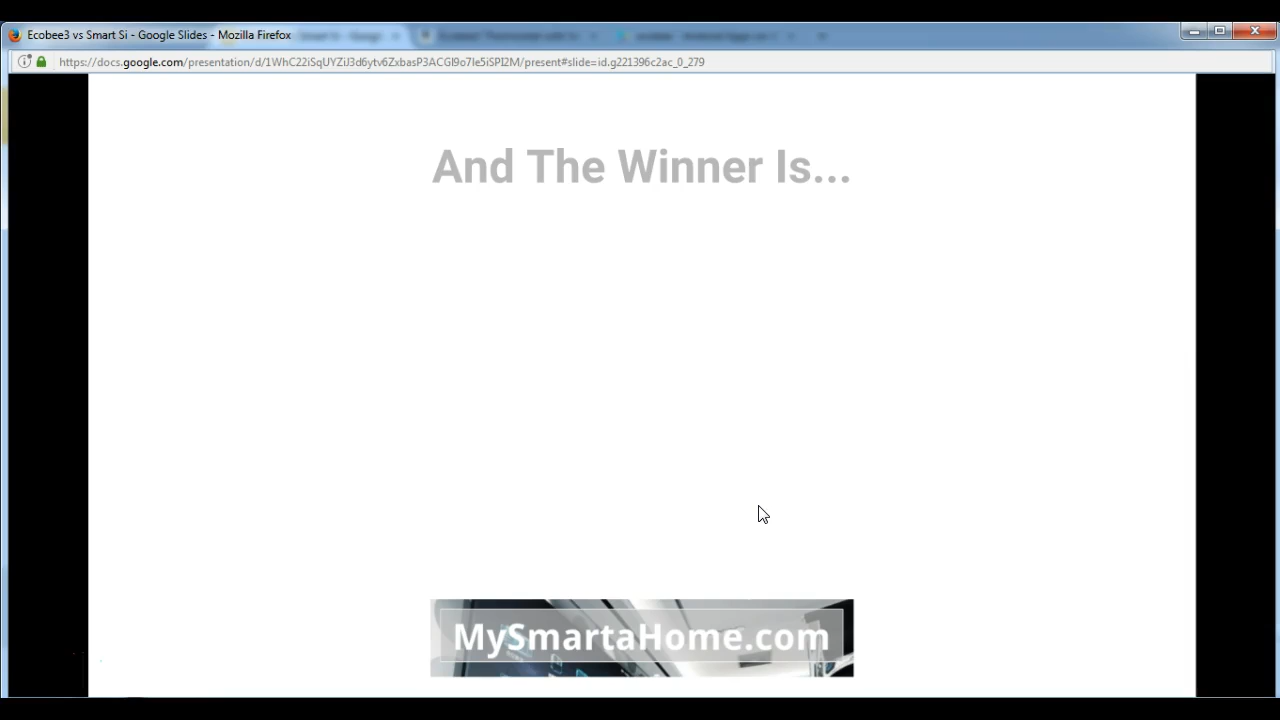 Ecobee3 vs Smart Si - Google Slides - Mozilla Firefox
https://docs.google.com/presentation/d/1WhC22iSqUYZiJ3d6ytv6ZxbasP3ACGl9o7Ie5iSPI2M/present#slide=id.g221396c2ac_0_279
And The Winner Is...
MySmartaHome.com